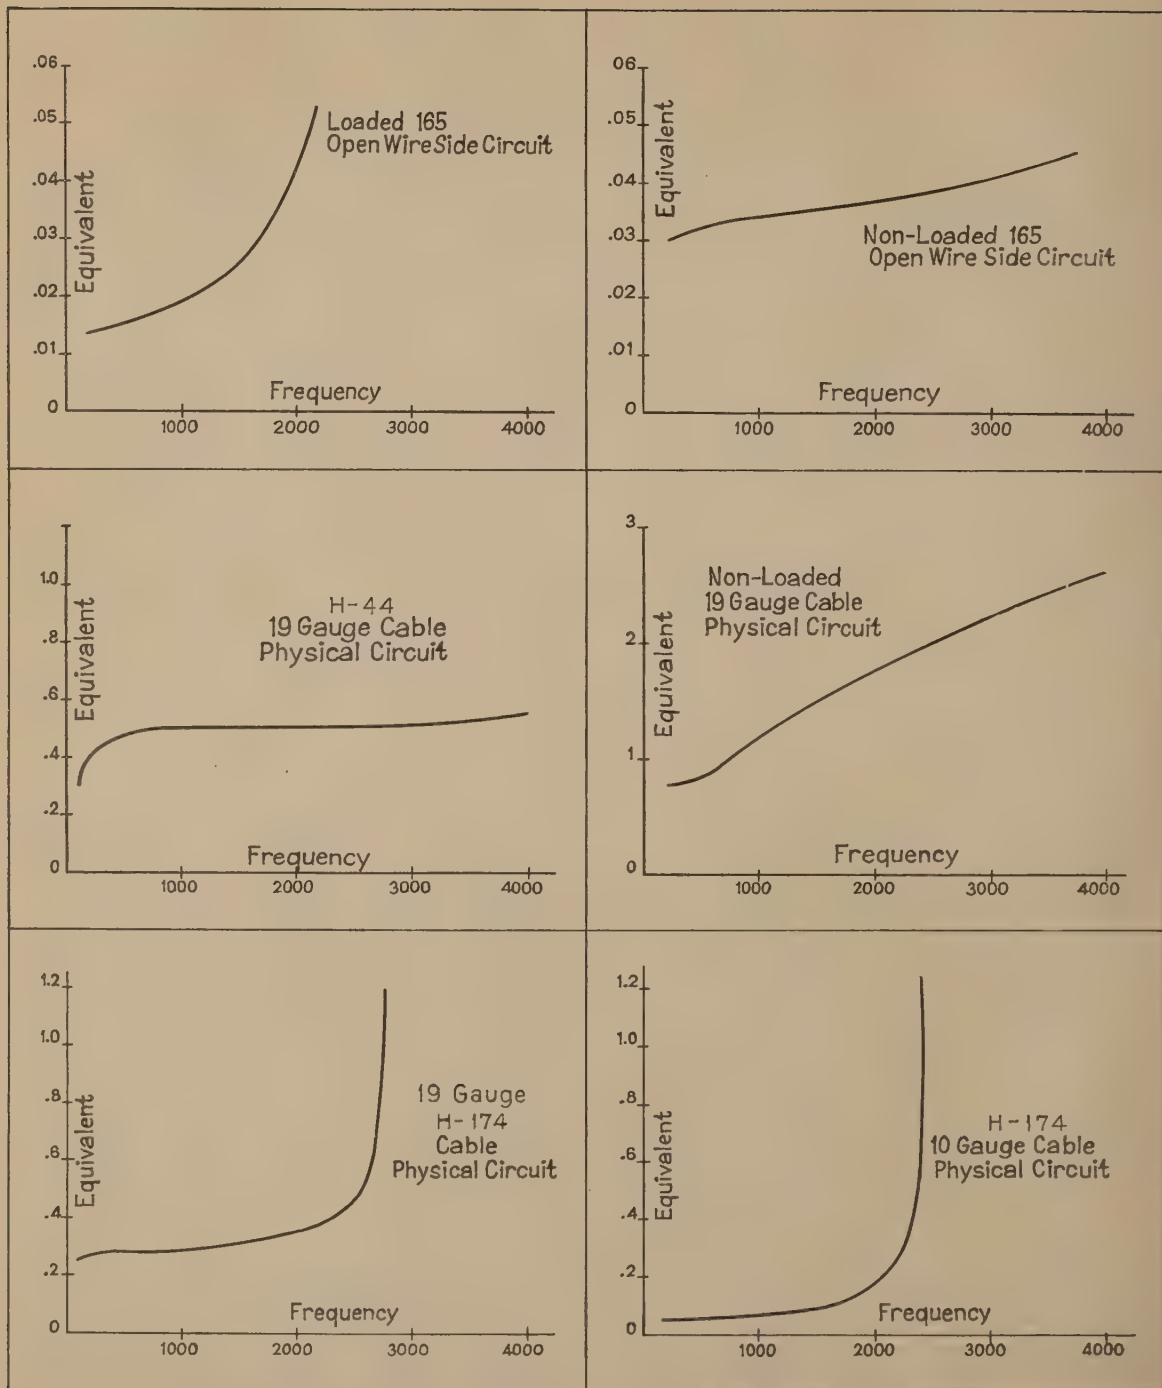 .06
.05
.04
.03
.02
.01
0
Equivalent
Loaded 165
Open Wire Side Circuit
Frequency
1000 2000 3000 4000
06
.05
.04
.03
.02
.01
0
Equivalent
Non-Loaded 165
Open Wire Side Circuit
Frequency
1000 2000 3000 4000
1.0
.8
.6
.4
.2
0
Equivalent
H-44
19 Gauge Cable
Physical Circuit
Frequency
1000 2000 3000 4000
3
2
1
0
Equivalent
Non-Loaded
19 Gauge Cable
Physical Circuit
Frequency
1000 2000 3000 4000
1.2
1.0
.8
.6
.4
.2
0
Equivalent
19 Gauge
H-174
Cable
Physical Circuit
Frequency
1000 2000 3000 4000
1.2
1.0
.8
.6
.4
.2
0
Equivalent
H-174
10 Gauge Cable
Physical Circuit
Frequency
1000 2000 3000 4000